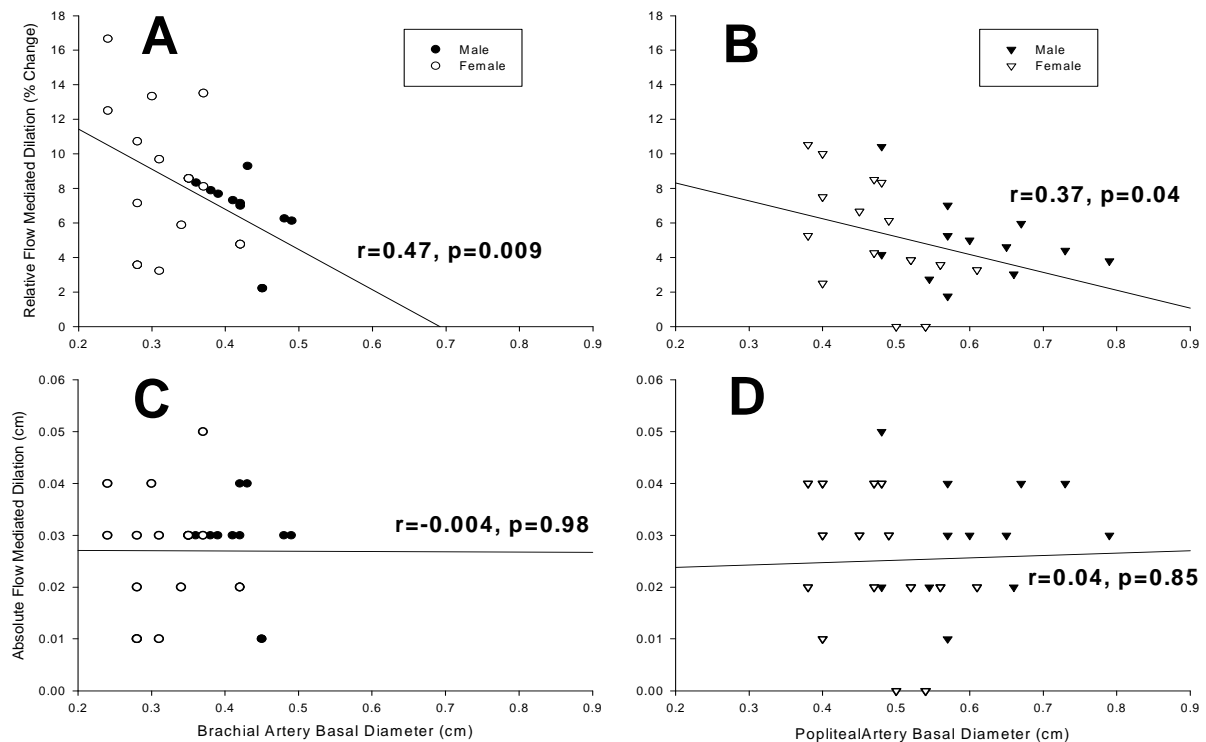 A
Male
Female
r=0.47, p=0.009
Relative Flow Mediated Dilation (% Change)
18
16
14
12
10
8
6
4
2
0
0.2 0.3 0.4 0.5 0.6 0.7 0.8 0.9
B
Male
Female
r=0.37, p=0.04
18
16
14
12
10
8
6
4
2
0
0.2 0.3 0.4 0.5 0.6 0.7 0.8 0.9
C
r=-0.004, p=0.98
Absolute Flow Mediated Dilation (cm)
0.06
0.05
0.04
0.03
0.02
0.01
0.00
0.2 0.3 0.4 0.5 0.6 0.7 0.8 0.9
Brachial Artery Basal Diameter (cm)
D
r=0.04, p=0.85
0.06
0.05
0.04
0.03
0.02
0.01
0.00
0.2 0.3 0.4 0.5 0.6 0.7 0.8 0.9
PoplitealArtery Basal Diameter (cm)